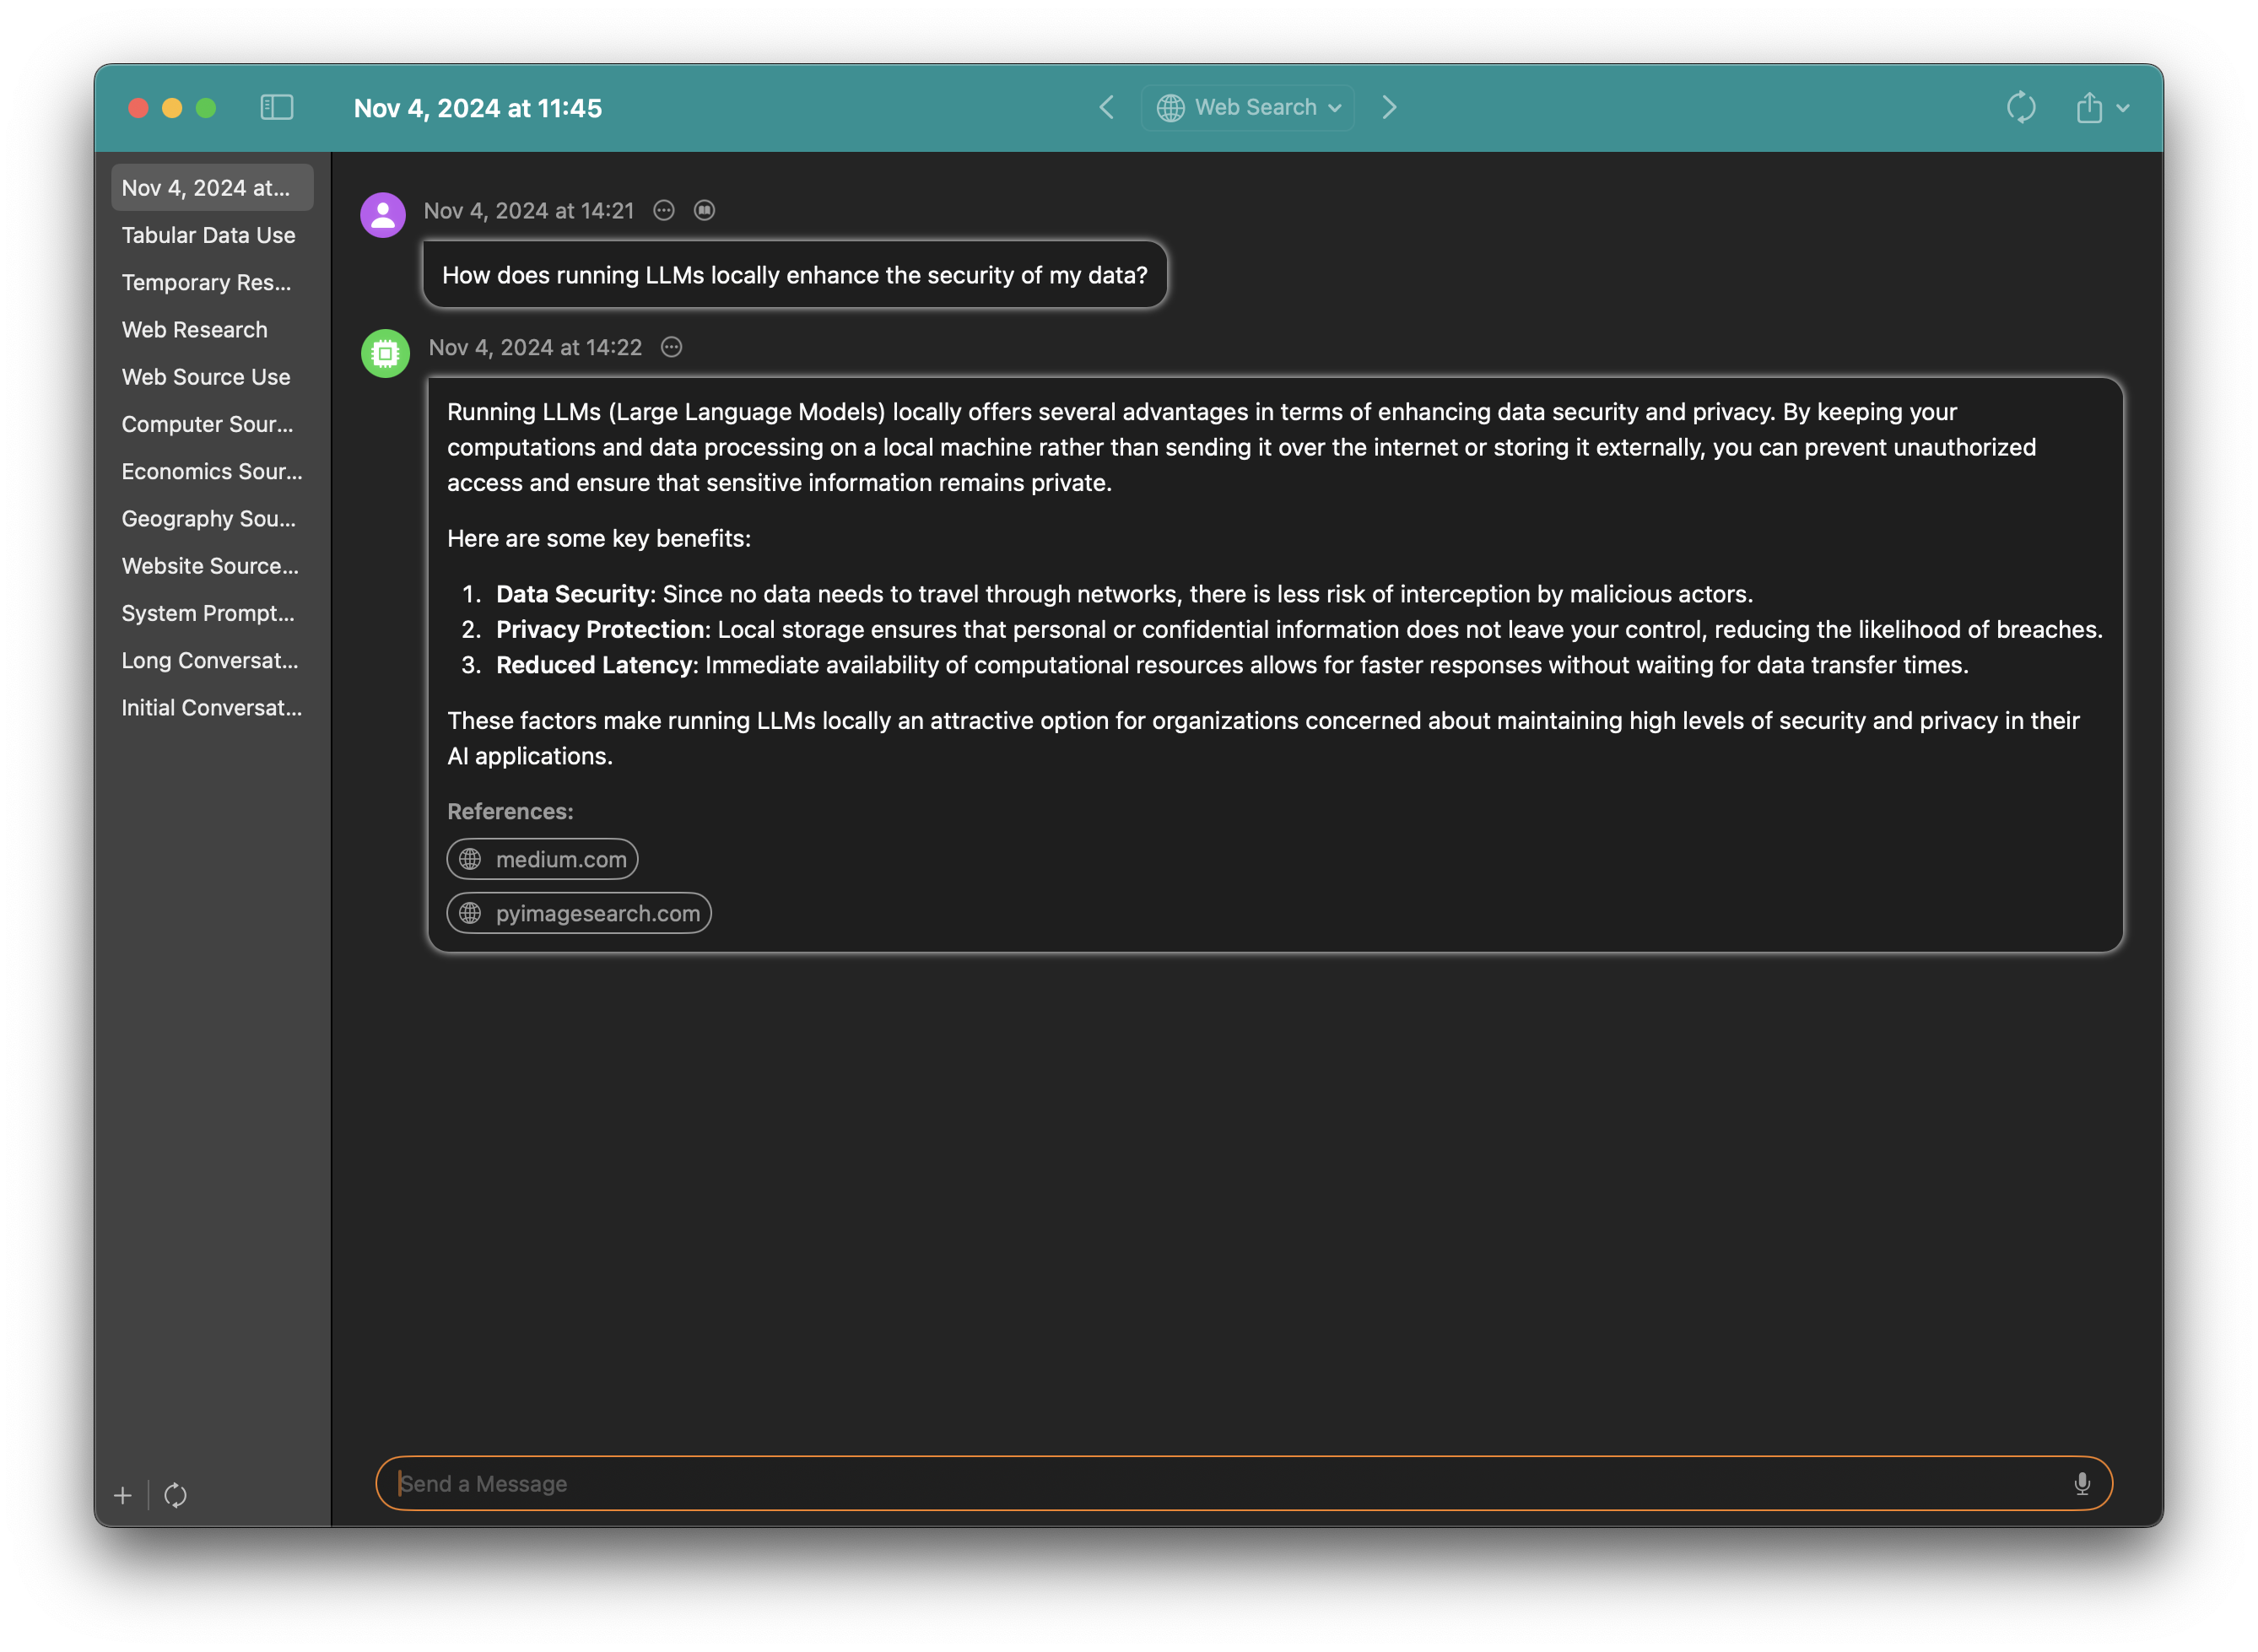 Nov 4, 2024 at 11:45
Web Search
Nov 4, 2024 at...
Tabular Data Use
Temporary Res...
Web Research
Web Source Use
Computer Sour...
Economics Sour...
Geography Sou...
Website Source...
System Prompt...
Long Conversat...
Initial Conversat...
Nov 4, 2024 at 14:21
How does running LLMs locally enhance the security of my data?
Nov 4, 2024 at 14:22
Running LLMs (Large Language Models) locally offers several advantages in terms of enhancing data security and privacy. By keeping your
computations and data processing on a local machine rather than sending it over the internet or storing it externally, you can prevent unauthorized
access and ensure that sensitive information remains private.
Here are some key benefits:
1. Data Security: Since no data needs to travel through networks, there is less risk of interception by malicious actors.
2. Privacy Protection: Local storage ensures that personal or confidential information does not leave your control, reducing the likelihood of breaches.
3. Reduced Latency: Immediate availability of computational resources allows for faster responses without waiting for data transfer times.
These factors make running LLMs locally an attractive option for organizations concerned about maintaining high levels of security and privacy in their
AI applications.
References:
medium.com
pyimagesearch.com
Send a Message